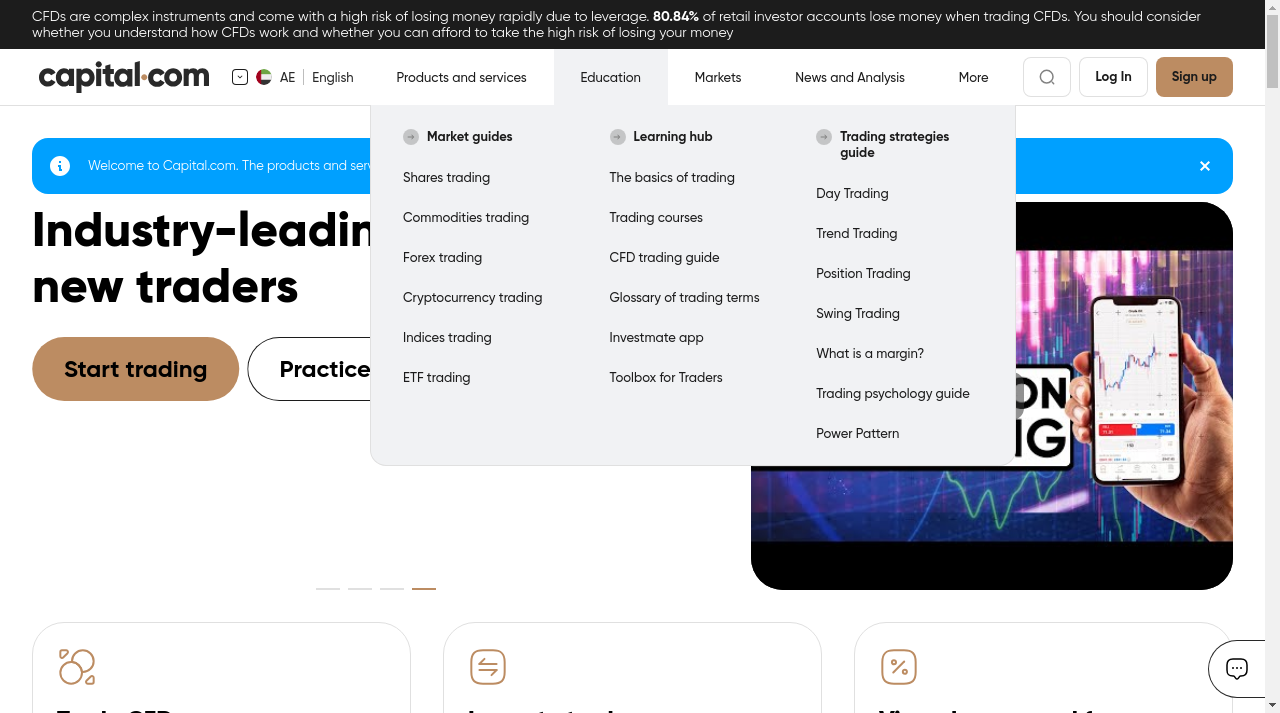 CFDs are complex instruments and come with a high risk of losing money rapidly due to leverage. 80.84% of retail investor accounts lose money when trading CFDs. You should consider
whether you understand how CFDs work and whether you can afford to take the high risk of losing your money
capital.com
AE
English
Products and services
Education
Markets
News and Analysis
More
Log In
Sign up
Welcome to Capital.com. The products and
Industry-leadin
new traders
Start trading
Practice
Market guides
Shares trading
Commodities trading
Forex trading
Cryptocurrency trading
Indices trading
ETF trading
Learning hub
The basics of trading
Trading courses
CFD trading guide
Glossary of trading terms
Investmate app
Toolbox for Traders
Trading strategies
guide
Day Trading
Trend Trading
Position Trading
Swing Trading
What is a margin?
Trading psychology guide
Power Pattern